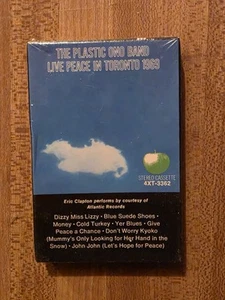 THE PLASTIC ONO BAND
LIVE PEACE IN TORONTO 1969
STEREO CASSETTE
4XT-3362
Eric Clapton performs by courtesy of
Atlantic Records
Dizzy Miss Lizzy • Blue Suede Shoes •
Money • Cold Turkey • Yer Blues • Give
Peace a Chance • Don't Worry Kyoko
(Mummy's Only Looking for Her Hand in the
Snow) • John John (Let's Hope for Peace)